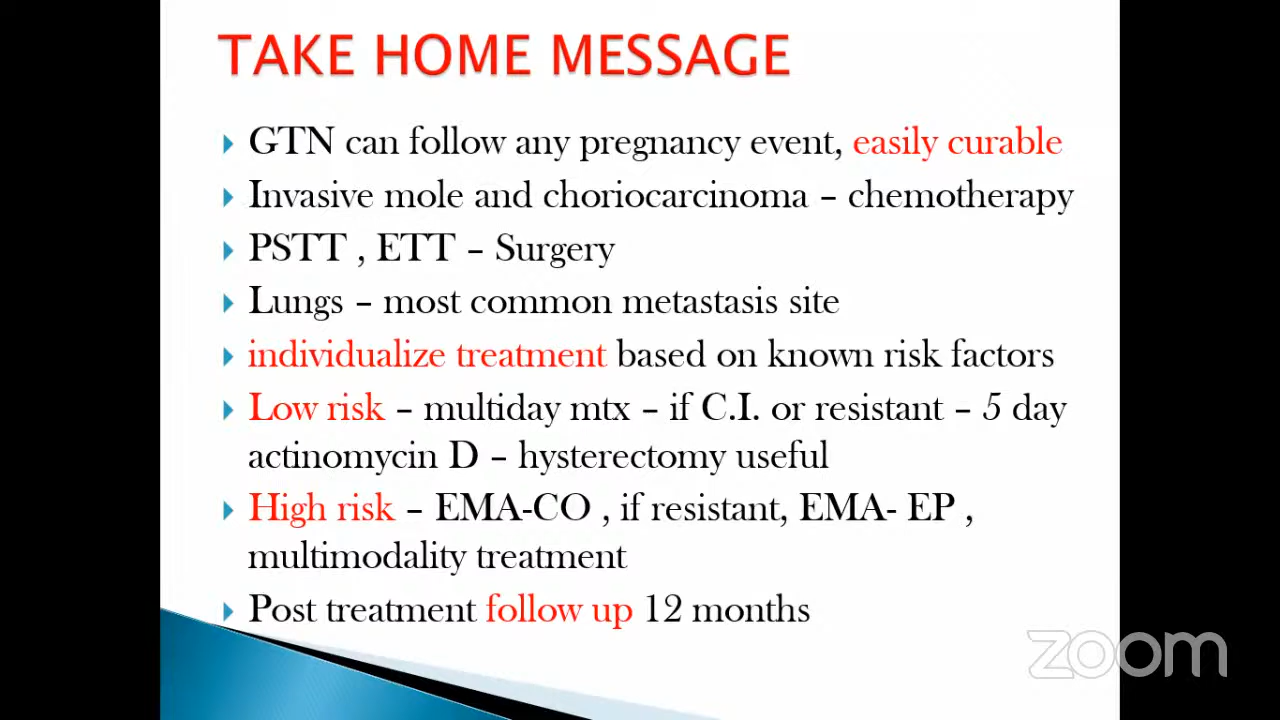 TAKE HOME MESSAGE
GTN can follow any pregnancy event, easily curable
Invasive mole and choriocarcinoma – chemotherapy
PSTT , ETT – Surgery
Lungs – most common metastasis site
individualize treatment based on known risk factors
Low risk – multiday mtx – if C.I. or resistant – 5 day
actinomycin D – hysterectomy useful
High risk – EMA-CO , if resistant, EMA- EP ,
multimodality treatment
Post treatment follow up 12 months
zoom